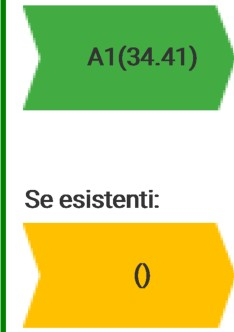 A1(34.41)
Se esistenti:
()